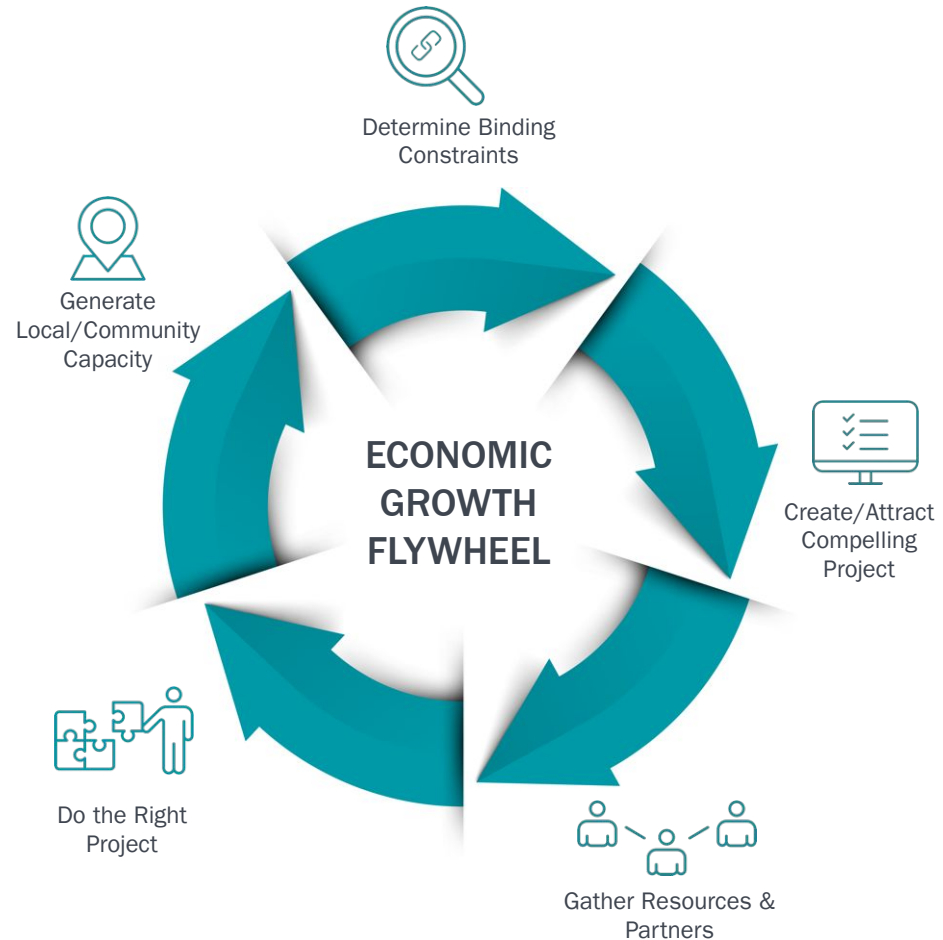 Determine Binding
Constraints
Generate
Local/Community
Capacity
ECONOMIC
GROWTH
FLYWHEEL
Create/Attract
Compelling
Project
Do the Right
Project
Gather Resources &
Partners